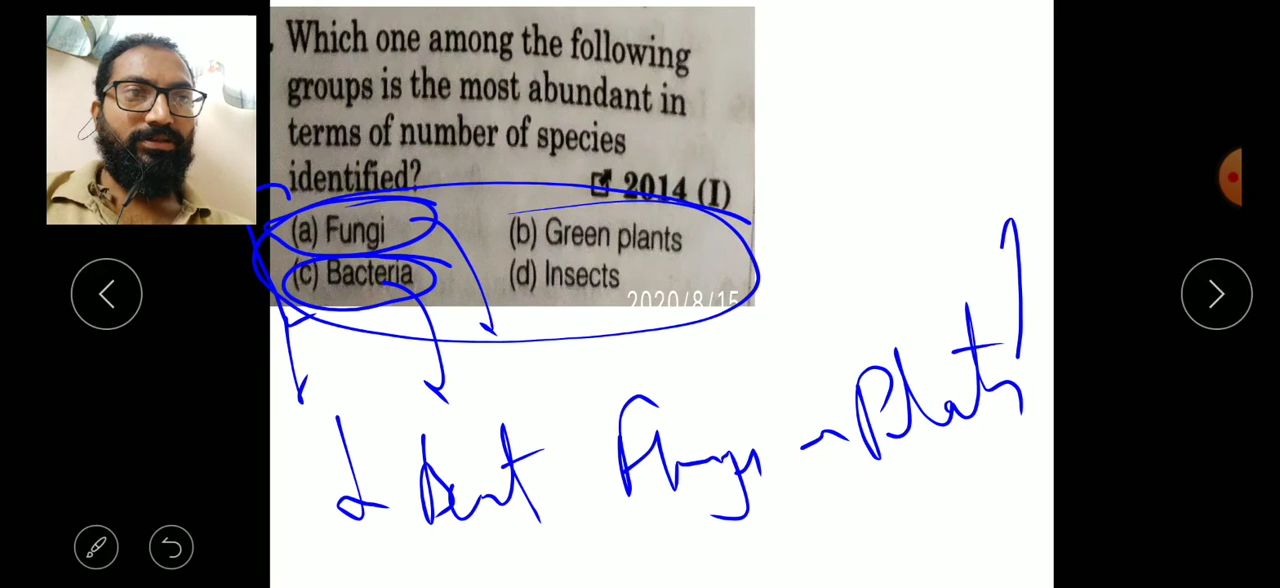 Which one among the following
groups is the most abundant in
terms of number of species
identified?
2014 (I)
(a) Fungi
(b) Green plants
(c) Bacteria
(d) Insects
2020/8/15